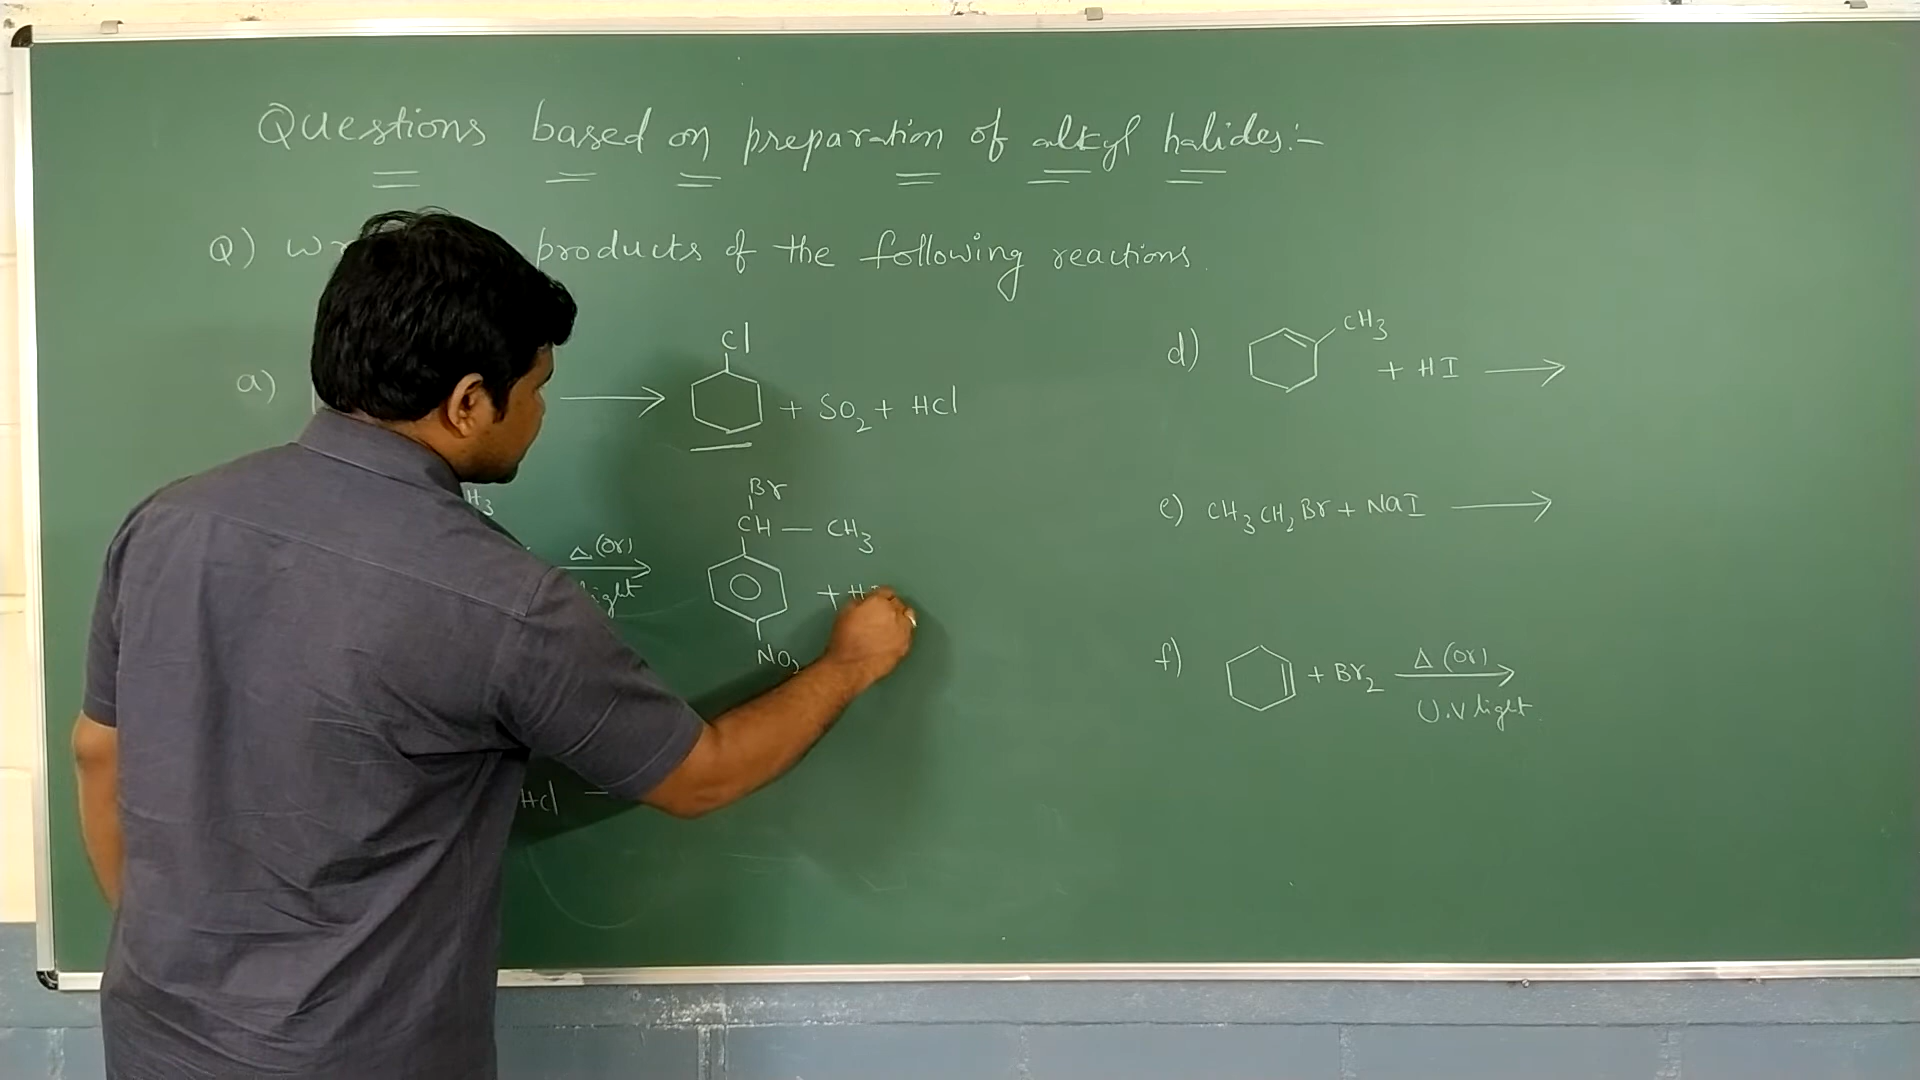 Questions based on preparation of alkyl halides:-
Q) products of the following reactions.
a) → Cl + SO2 + HCl
H3
Δ (or)
light
Br
CH — CH3
+ H
NO2
HCl —
d) CH3
+ HI →
e) CH3CH2Br + NaI →
f) + Br2 Δ (or) →
U.V light